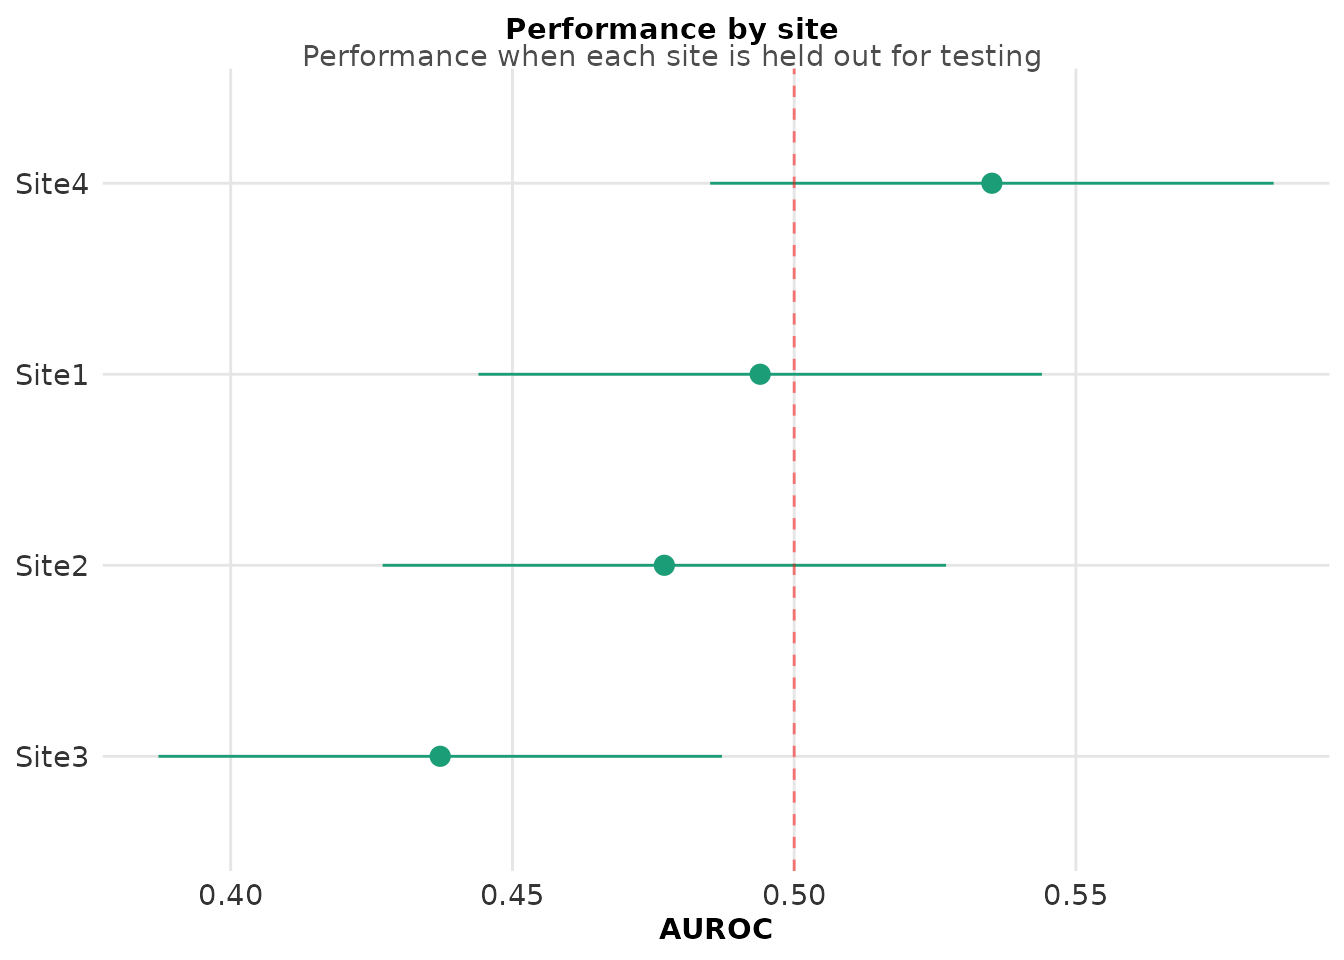 Performance by site
Performance when each site is held out for testing
Site4
Site1
Site2
Site3
0.40 0.45 0.50 0.55
AUROC